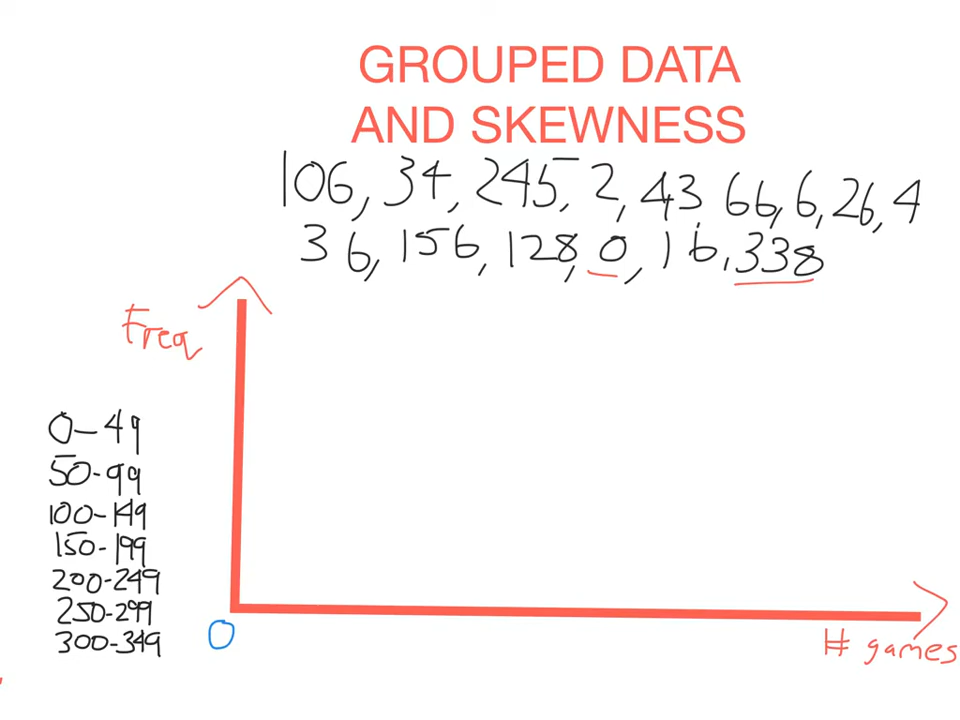 GROUPED DATA
AND SKEWNESS
106, 34, 245, 2, 43 66, 6, 26, 4
36, 156, 128, 0, 16, 338
Freq
0-49
50-99
100-149
150-199
200-249
250-299
300-349
0
# games